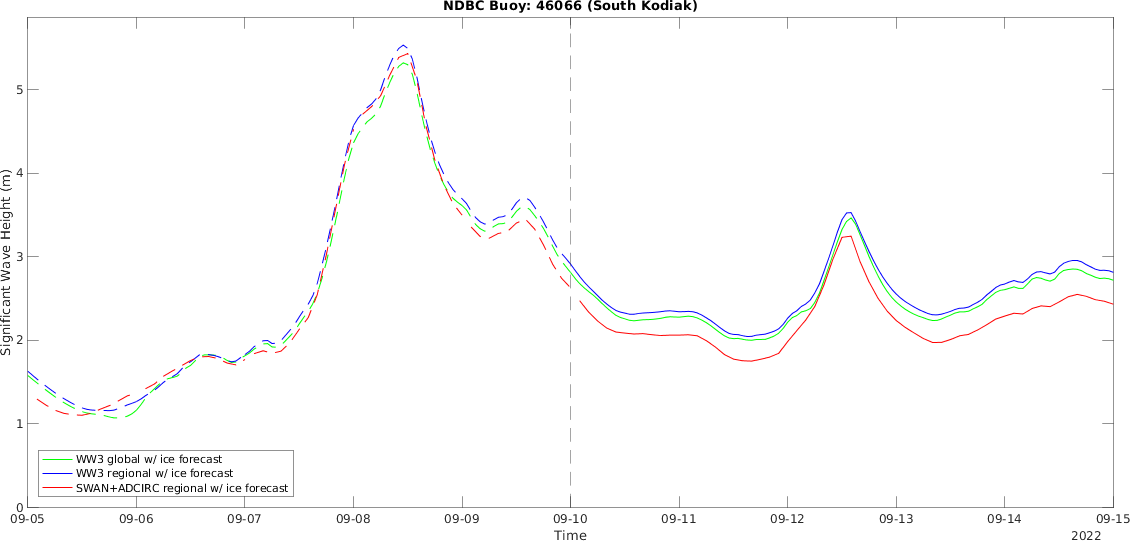 NDBC Buoy: 46066 (South Kodiak)
Significant Wave Height (m)
5
4
3
2
1
0
WW3 global w/ ice forecast
WW3 regional w/ ice forecast
SWAN+ADCIRC regional w/ ice forecast
09-05 09-06 09-07 09-08 09-09 09-10 09-11 09-12 09-13 09-14 09-15
Time
2022